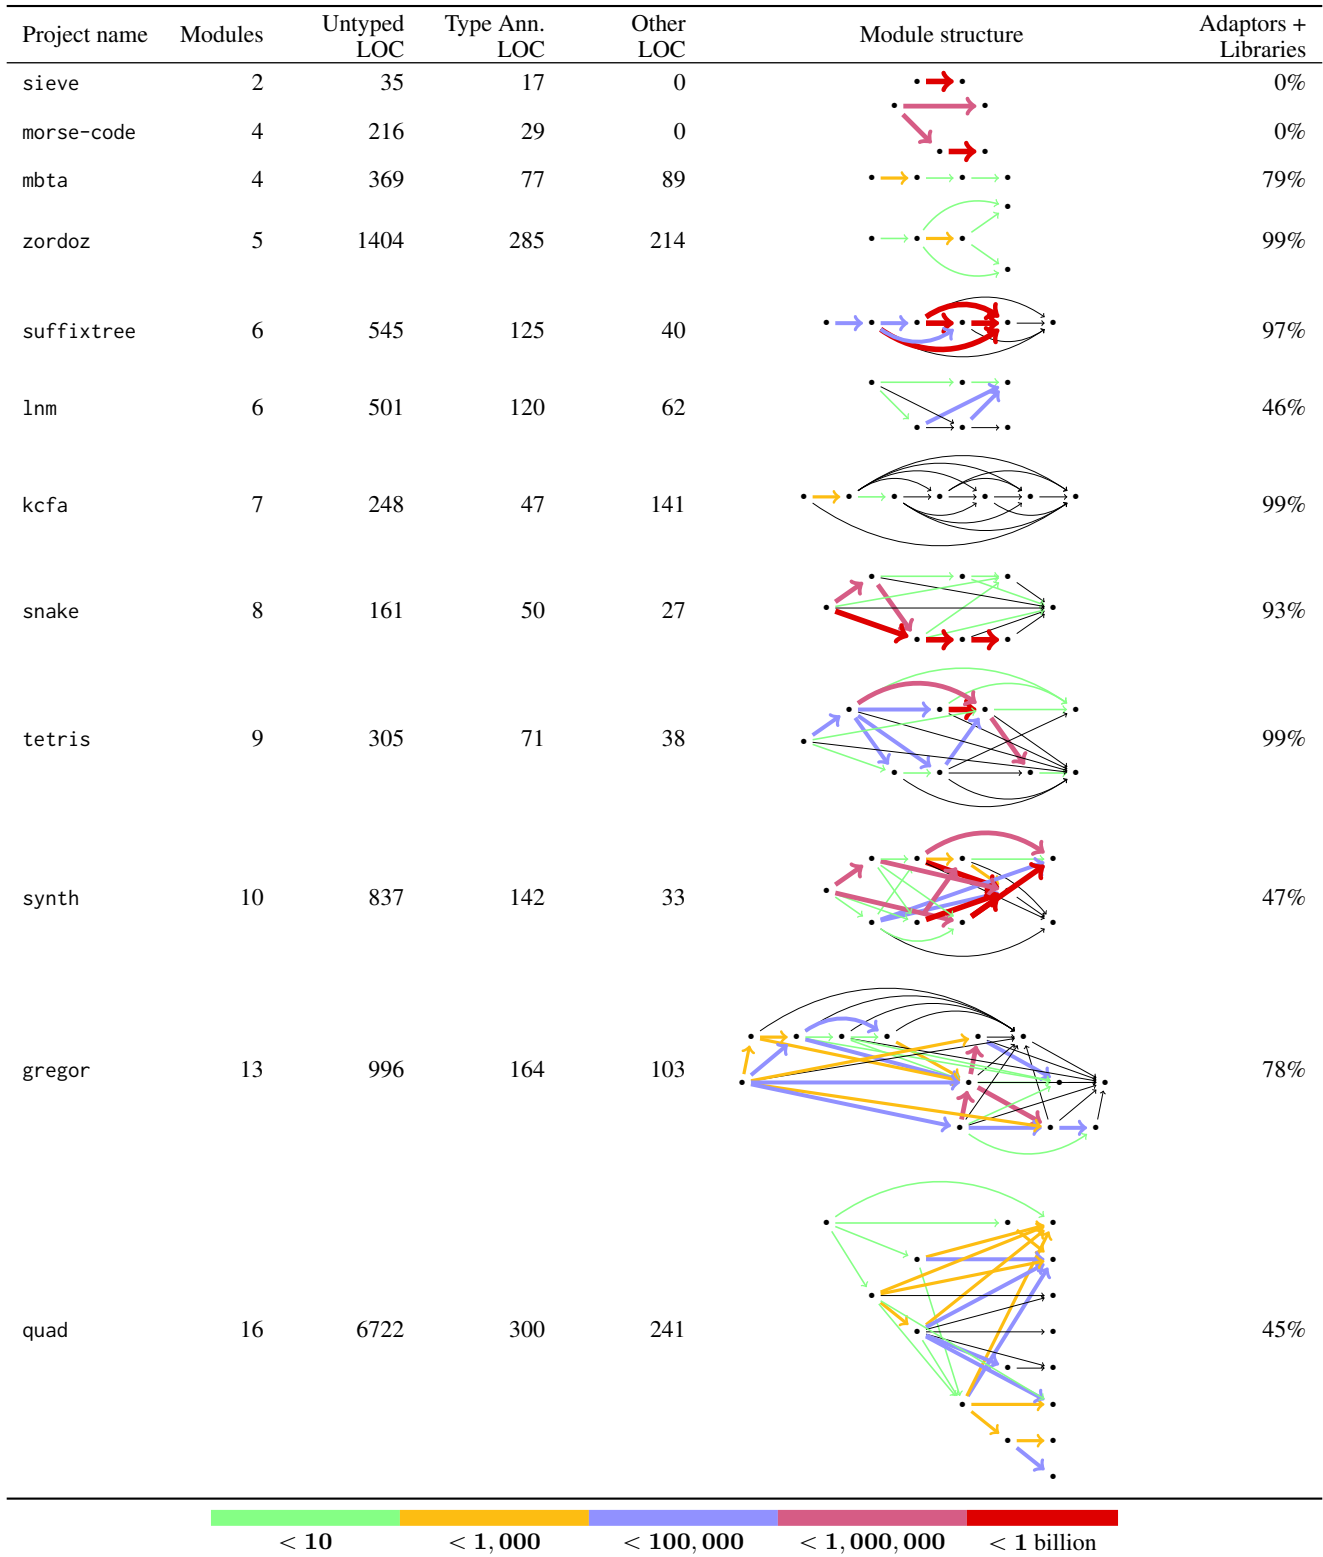 Project name Modules Untyped LOC Type Ann. LOC Other LOC Module structure Adaptors + Libraries
sieve 2 35 17 0 0%
morse-code 4 216 29 0 0%
mbta 4 369 77 89 79%
zordoz 5 1404 285 214 99%
suffixtree 6 545 125 40 97%
lnm 6 501 120 62 46%
kcfa 7 248 47 141 99%
snake 8 161 50 27 93%
tetris 9 305 71 38 99%
synth 10 837 142 33 47%
gregor 13 996 164 103 78%
quad 16 6722 300 241 45%
< 10 < 1,000 < 100,000 < 1,000,000 < 1 billion